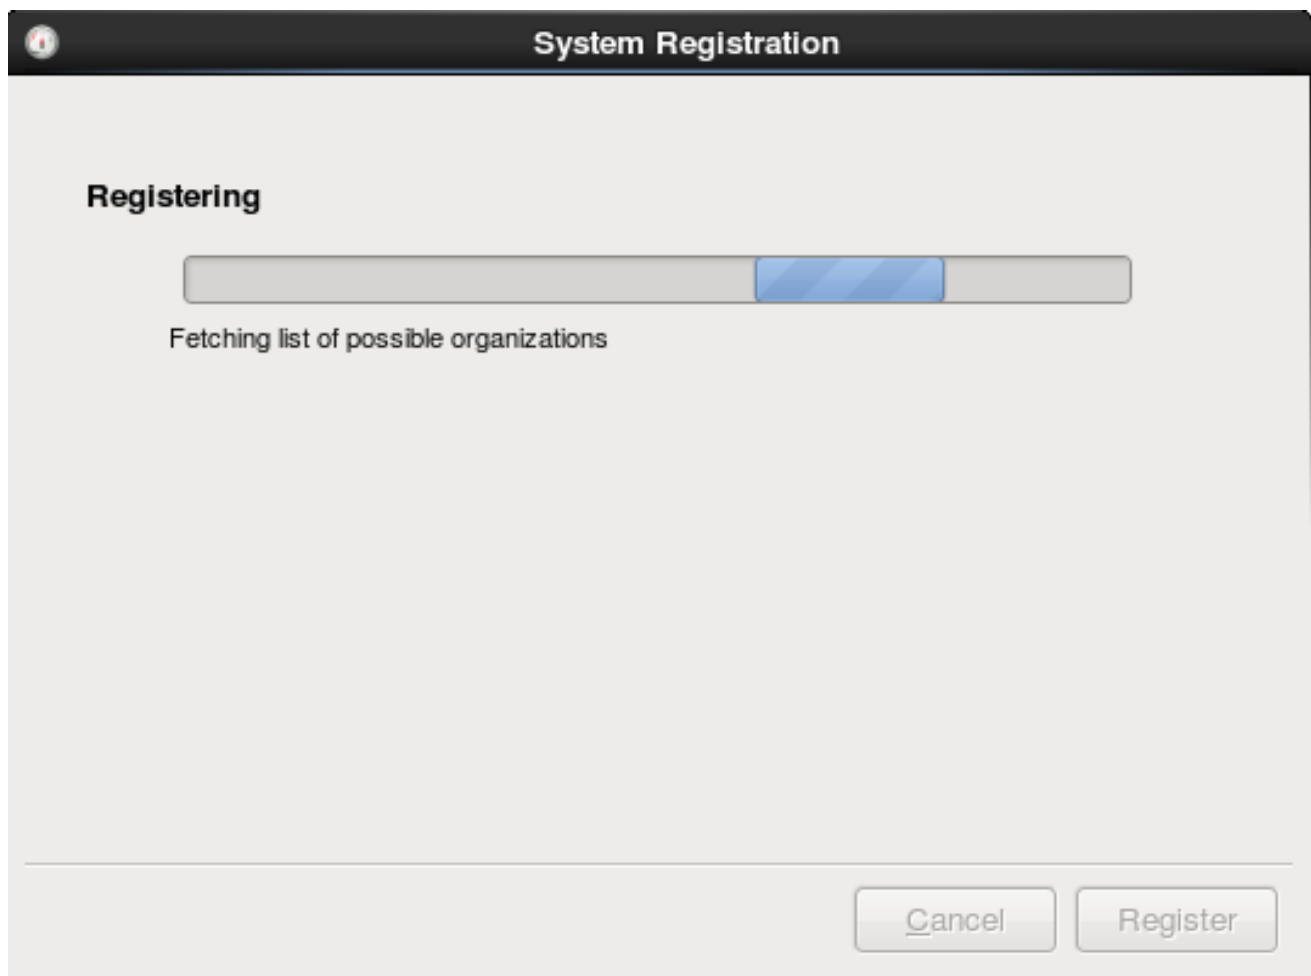 System Registration
Registering
Fetching list of possible organizations
Cancel
Register